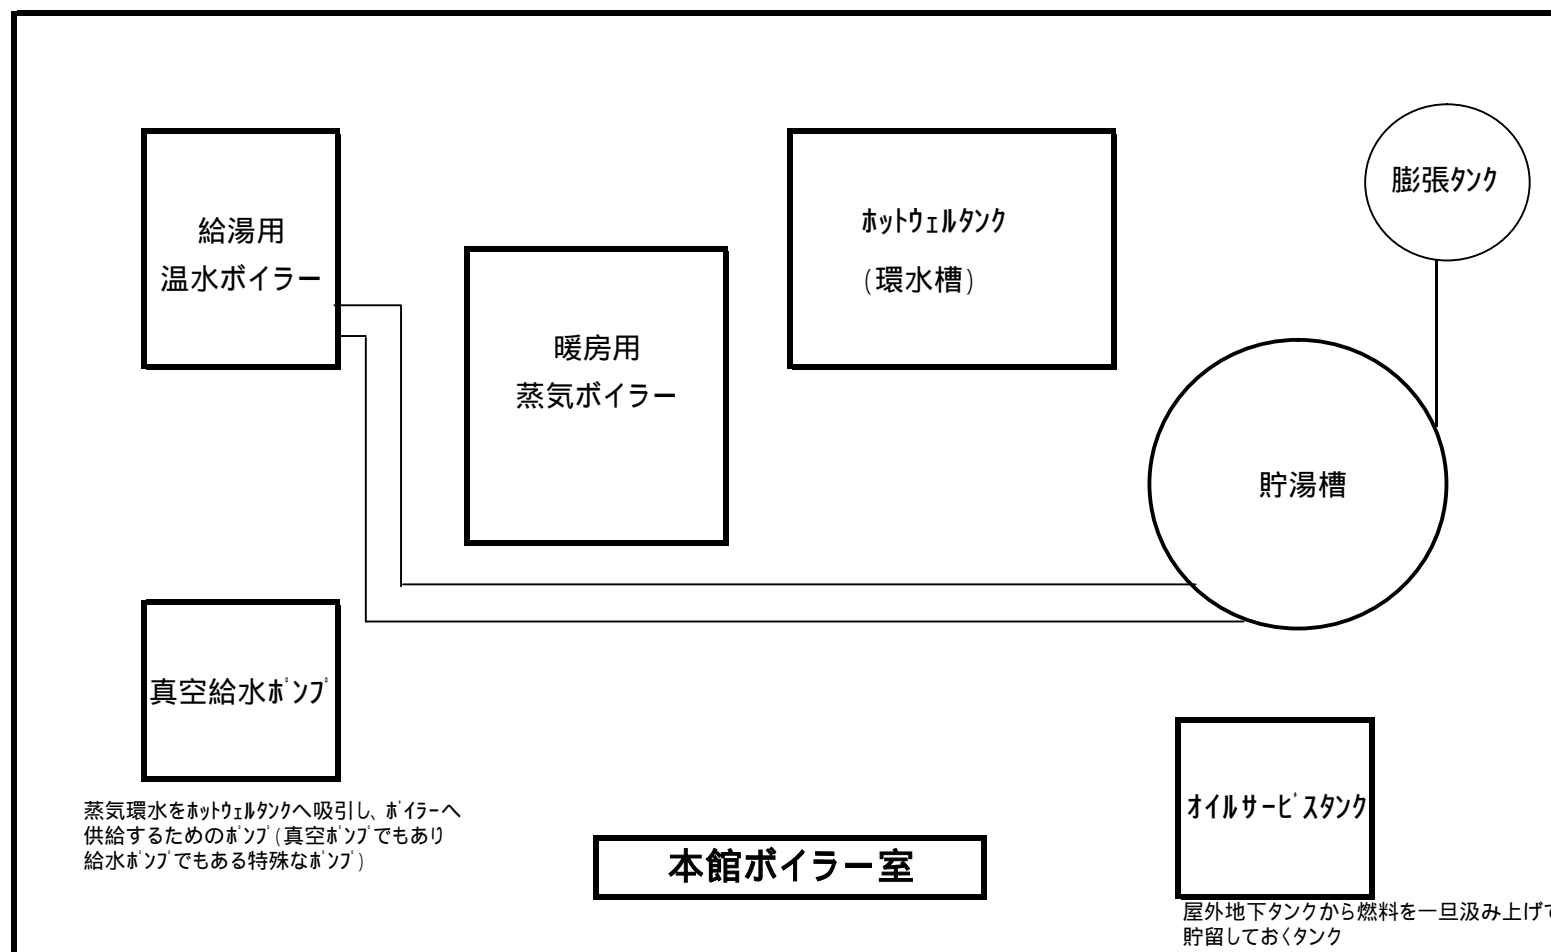 膨張タンク
給湯用
温水ボイラー
ホットウェルタンク
(環水槽)
暖房用
蒸気ボイラー
貯湯槽
真空給水ポンプ
蒸気環水をホットウェルタンクへ吸引し、ボイラーへ
供給するためのポンプ(真空ポンプでもあり
給水ポンプでもある特殊なポンプ)
オイルサービスタンク
本館ボイラー室
屋外地下タンクから燃料を一旦汲み上げて
貯留しておくタンク